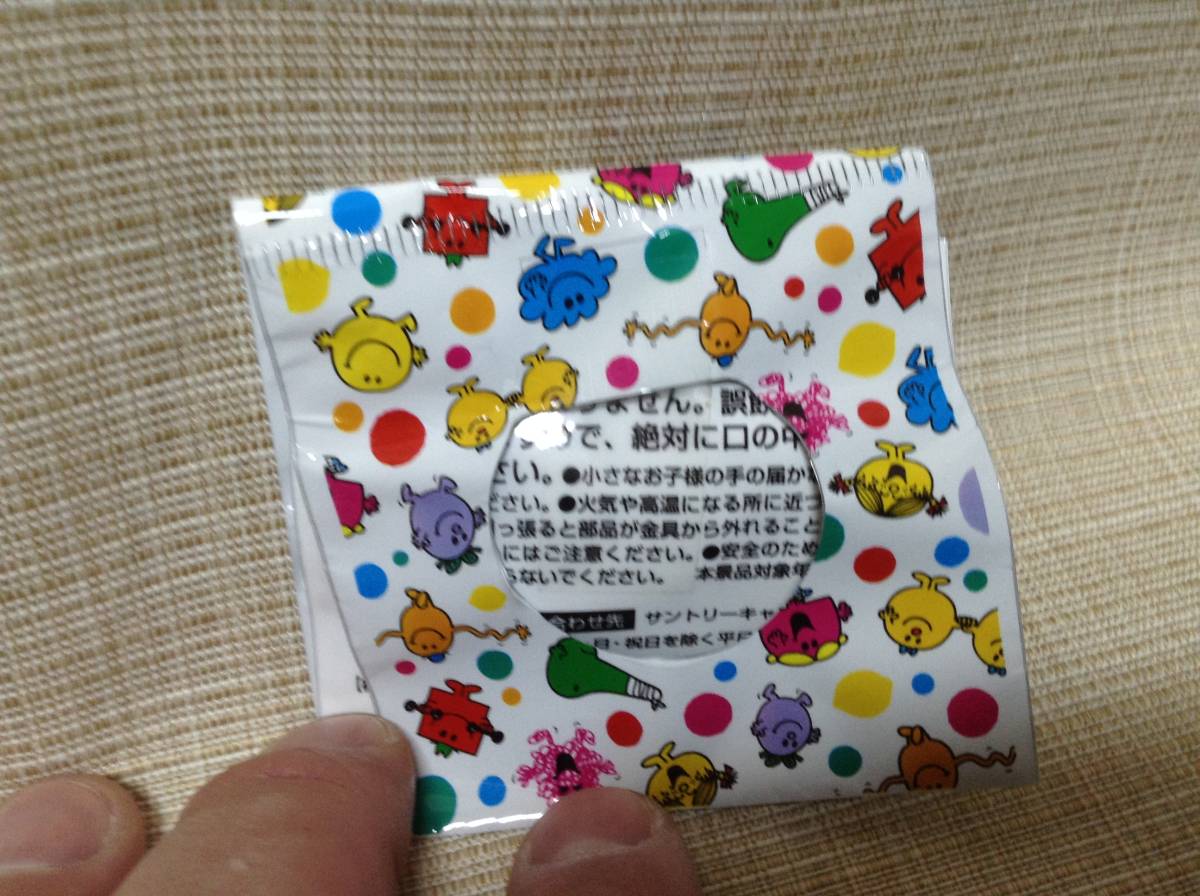 しません。誤飲
ので、絶対に口の中
さい。●小さなお子様の手の届か
ださい。●火気や高温になる所に近づ
っ張ると部品が金具から外れること
にはご注意ください。●安全のため
らないでください。 本景品対象年
合わせ先 サントリーキャ
日・祝日を除く平日